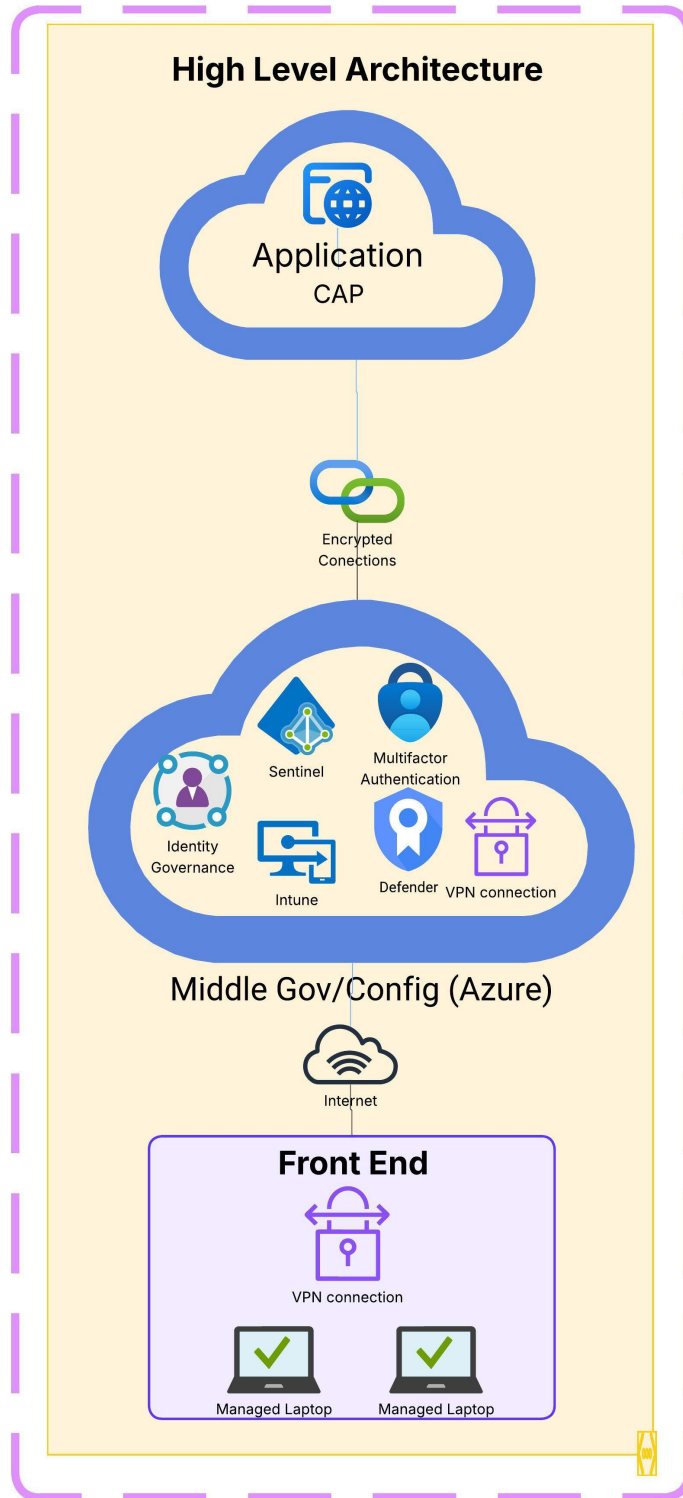 High Level Architecture
Application
CAP
Encrypted
Conections
Sentinel
Multifactor
Authentication
Identity
Governance
Intune
Defender
VPN connection
Middle Gov/Config (Azure)
Internet
Front End
VPN connection
Managed Laptop
Managed Laptop